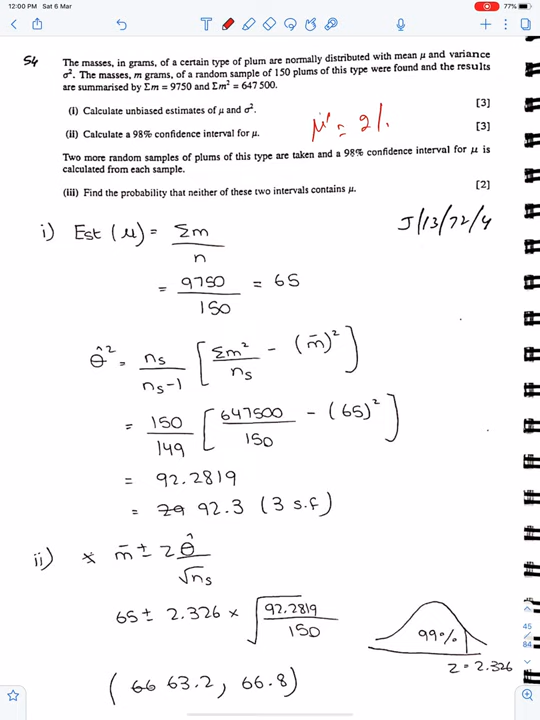 12:00 PM Sat 6 Mar
77%
54
The masses, in grams, of a certain type of plum are normally distributed with mean μ and variance
σ². The masses, m grams, of a random sample of 150 plums of this type were found and the results
are summarised by Σm = 9750 and Σm² = 647 500.
(i) Calculate unbiased estimates of μ and σ².
[3]
(ii) Calculate a 98% confidence interval for μ.
[3]
= 2%
Two more random samples of plums of this type are taken and a 98% confidence interval for μ is
calculated from each sample.
(iii) Find the probability that neither of these two intervals contains μ.
[2]
J/13/72/4
i) Est (μ) = Σm / n
= 9750 / 150 = 65
θ̂² = nₛ / nₛ-1 [ Σm² / nₛ - (m̄)² ]
= 150 / 149 [ 647500 / 150 - (65)² ]
= 92.2819
= 92.3 (3 s.f)
ii) × m̄ ± z θ̂ / √nₛ
65 ± 2.326 × √ 92.2819 / 150
99%
z = 2.326
( 66 63.2, 66.8)
45
84